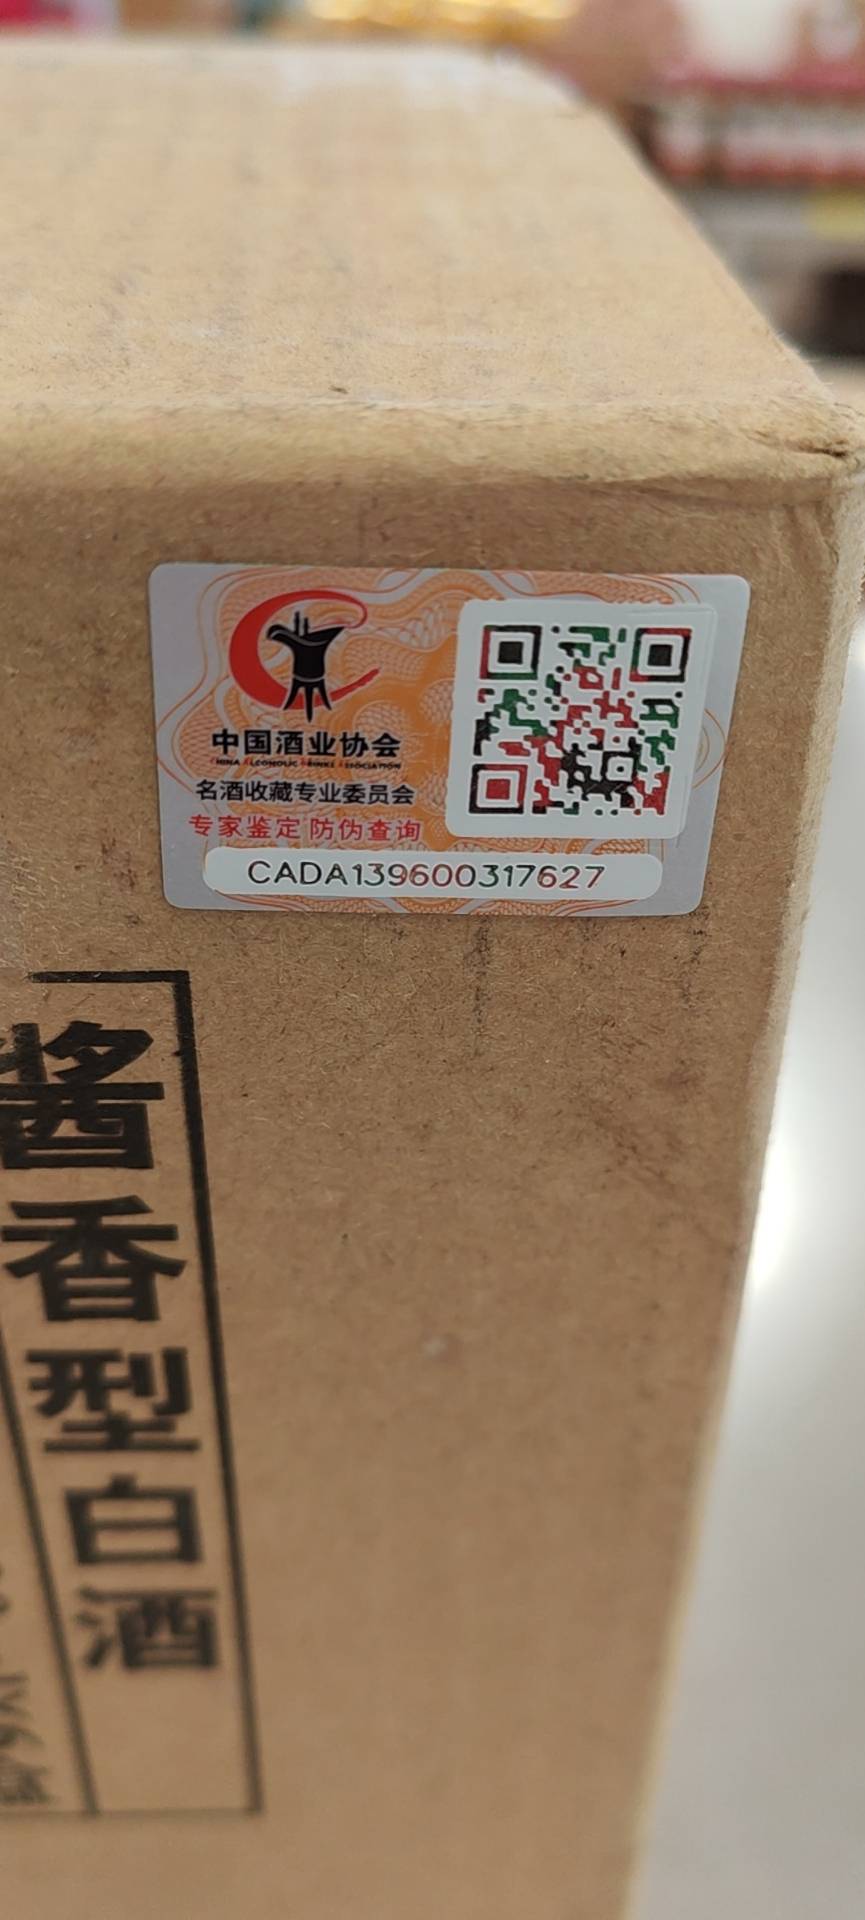 中国酒业协会
CHINA ALCOHOLIC DRINKS ASSOCIATION
名酒收藏专业委员会
专家鉴定 防伪查询
CADA139600317627
酱香型白酒